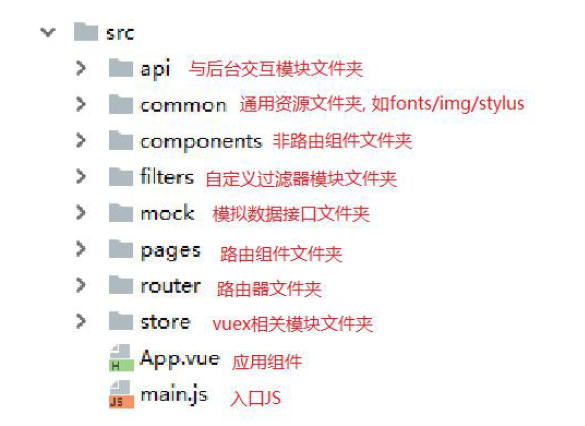 src
api 与后台交互模块文件夹
common 通用资源文件夹, 如fonts/img/stylus
components 非路由组件文件夹
filters 自定义过滤器模块文件夹
mock 模拟数据接口文件夹
pages 路由组件文件夹
router 路由器文件夹
store vuex相关模块文件夹
H App.vue 应用组件
JS main.js 入口JS